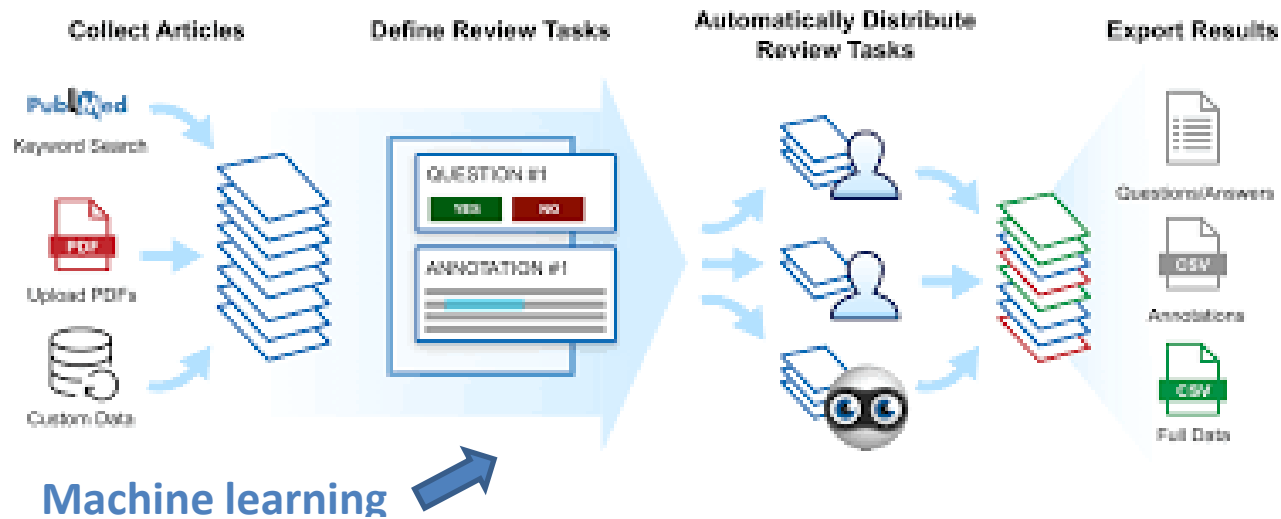 Collect Articles
Define Review Tasks
Automatically Distribute
Review Tasks
Export Results
PubMed
Keyword Search
PDF
Upload PDFs
Custom Data
QUESTION #1
YES
NO
ANNOTATION #1
Questions/Answers
CSV
Annotations
CSV
Full Data
Machine learning